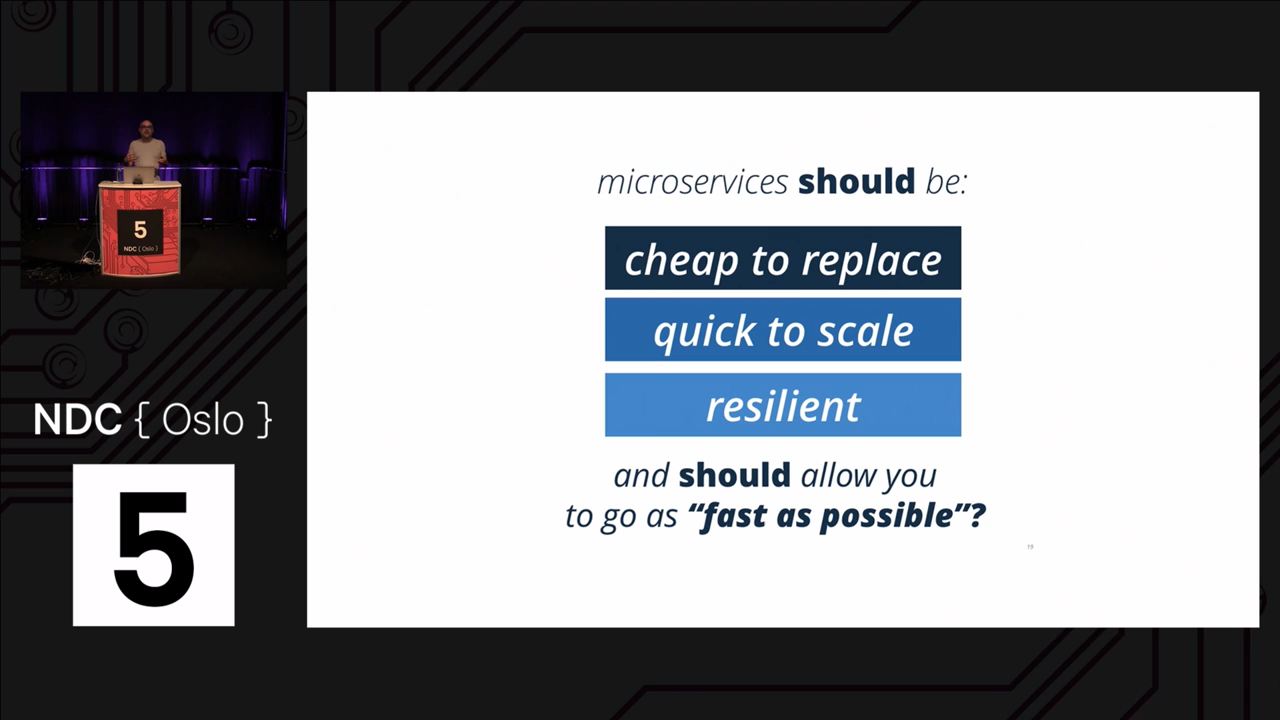 microservices should be:
cheap to replace
quick to scale
resilient
and should allow you
to go as “fast as possible”?
19
5
NDC { Oslo }
NDC { Oslo }
5